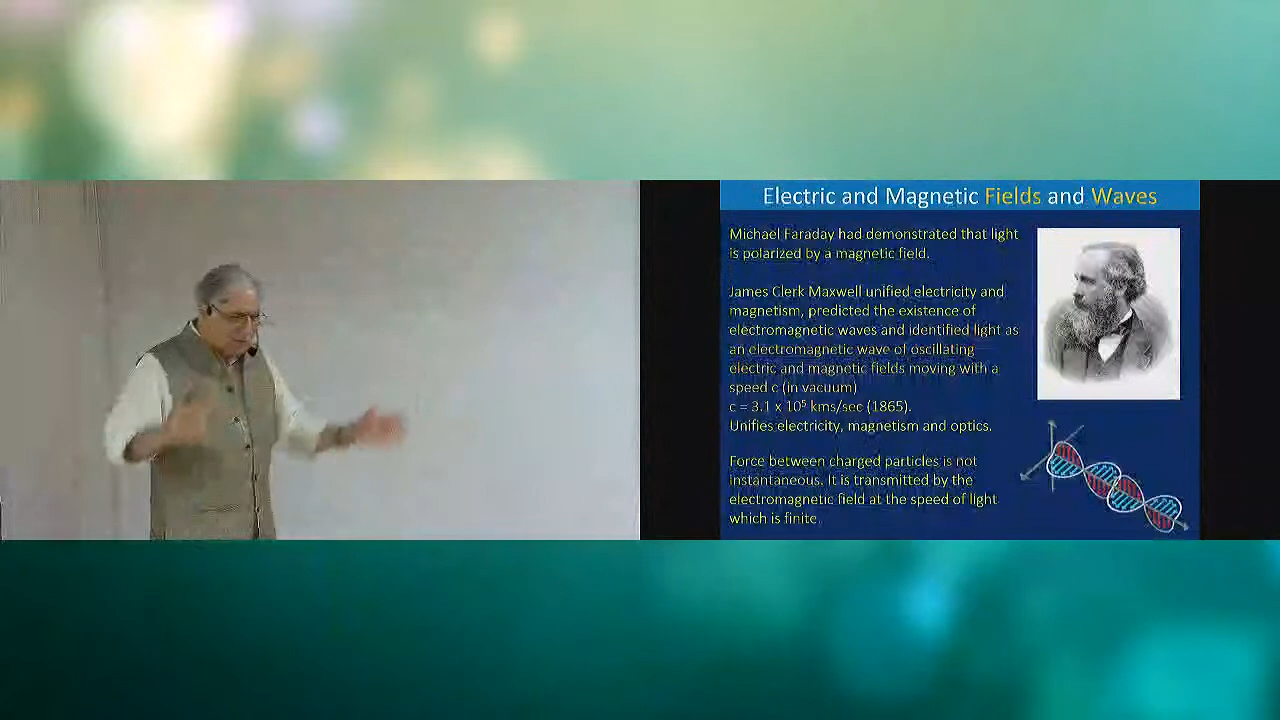 Electric and Magnetic Fields and Waves
Michael Faraday had demonstrated that light
is polarized by a magnetic field.
James Clerk Maxwell unified electricity and
magnetism, predicted the existence of
electromagnetic waves and identified light as
an electromagnetic wave of oscillating
electric and magnetic fields moving with a
speed c (in vacuum)
c = 3.1 x 10⁵ kms/sec (1865).
Unifies electricity, magnetism and optics.
Force between charged particles is not
instantaneous. It is transmitted by the
electromagnetic field at the speed of light
which is finite.